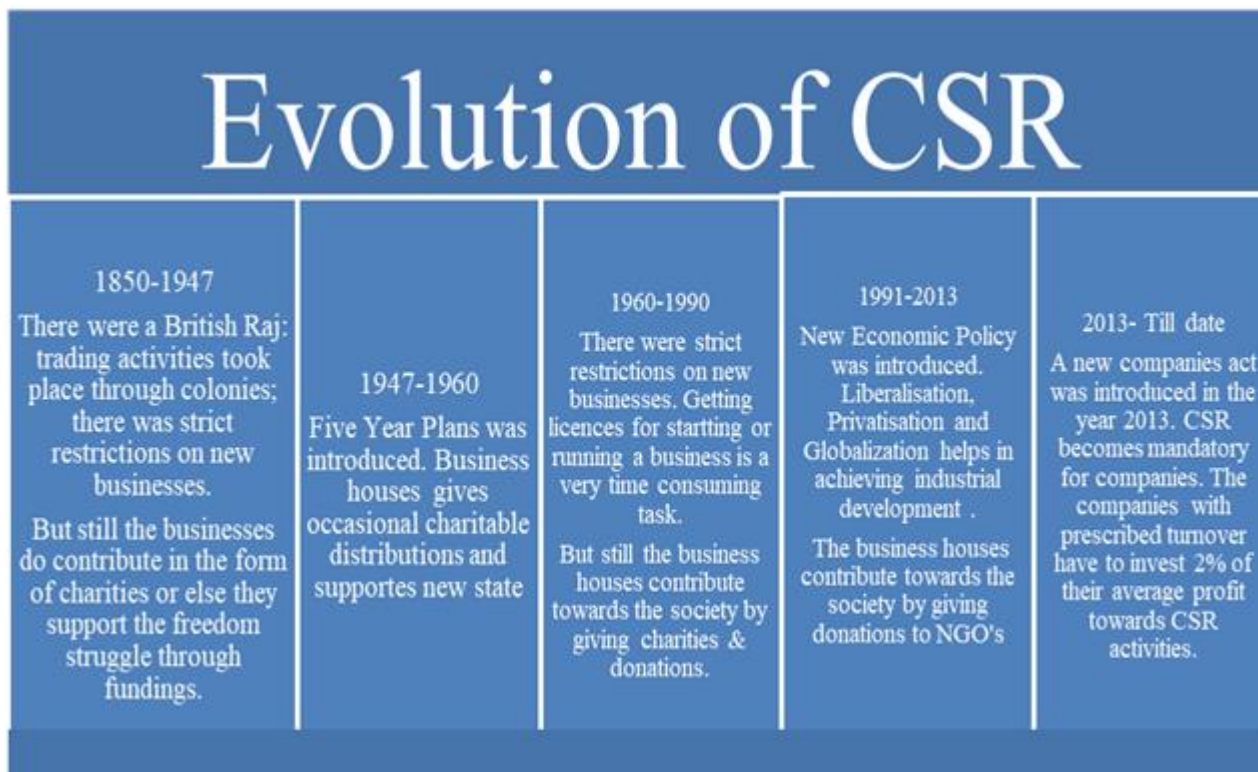 Evolution of CSR
1850-1947
There were a British Raj:
trading activities took
place through colonies;
there was strict
restrictions on new
businesses.
But still the businesses
do contribute in the form
of charities or else they
support the freedom
struggle through
fundings.
1947-1960
Five Year Plans was
introduced. Business
houses gives
occasional charitable
distributions and
supportes new state
1960-1990
There were strict
restrictions on new
businesses. Getting
licences for startting or
running a business is a
very time consuming
task.
But still the business
houses contribute
towards the society by
giving charities &
donations.
1991-2013
New Economic Policy
was introduced.
Liberalisation,
Privatisation and
Globalization helps in
achieving industrial
development .
The business houses
contribute towards the
society by giving
donations to NGO's
2013- Till date
A new companies act
was introduced in the
year 2013. CSR
becomes mandatory
for companies. The
companies with
prescribed turnover
have to invest 2% of
their average profit
towards CSR
activities.